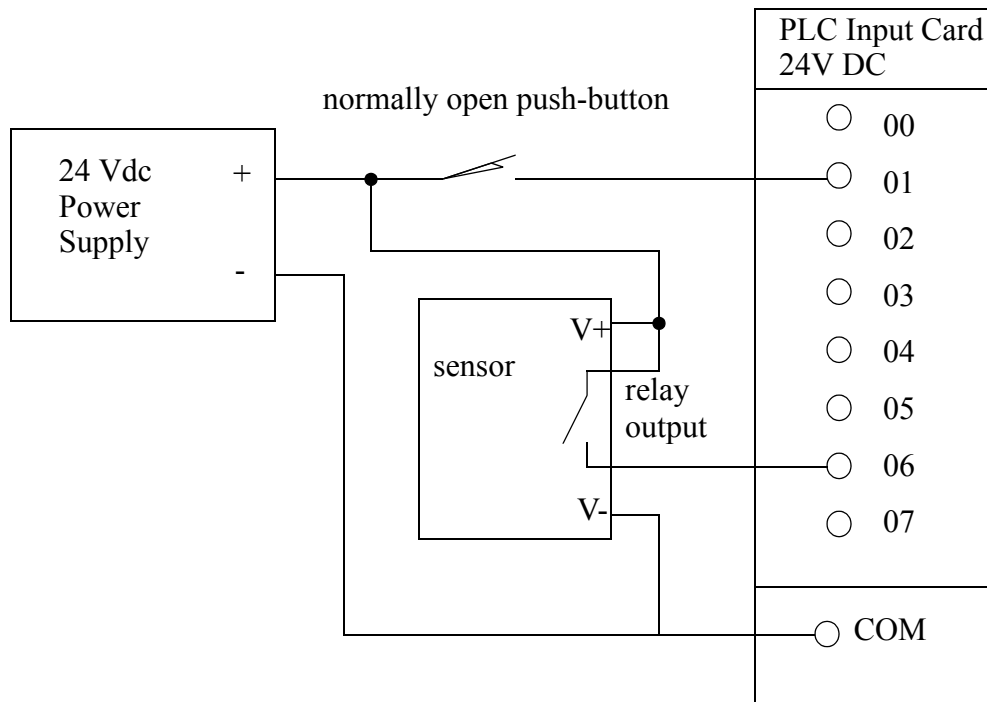 PLC Input Card
24V DC
normally open push-button
00
24 Vdc
Power
Supply
+
-
01
02
03
04
05
06
07
V+
sensor
relay
output
V-
COM